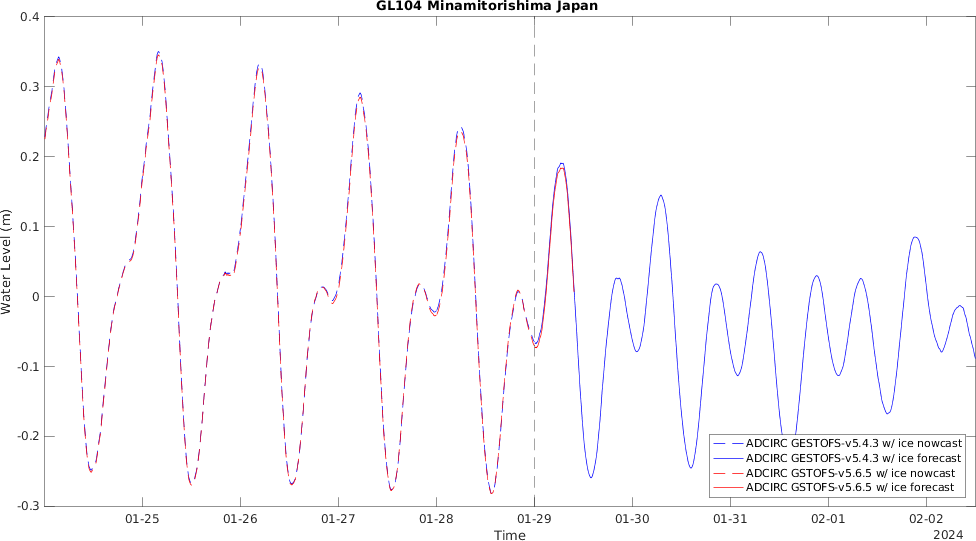 GL104 Minamitorishima Japan
0.4
0.3
0.2
0.1
0
-0.1
-0.2
-0.3
Water Level (m)
01-25 01-26 01-27 01-28 01-29 01-30 01-31 02-01 02-02
Time
2024
ADCIRC GESTOFS-v5.4.3 w/ ice nowcast
ADCIRC GESTOFS-v5.4.3 w/ ice forecast
ADCIRC GSTOFS-v5.6.5 w/ ice nowcast
ADCIRC GSTOFS-v5.6.5 w/ ice forecast